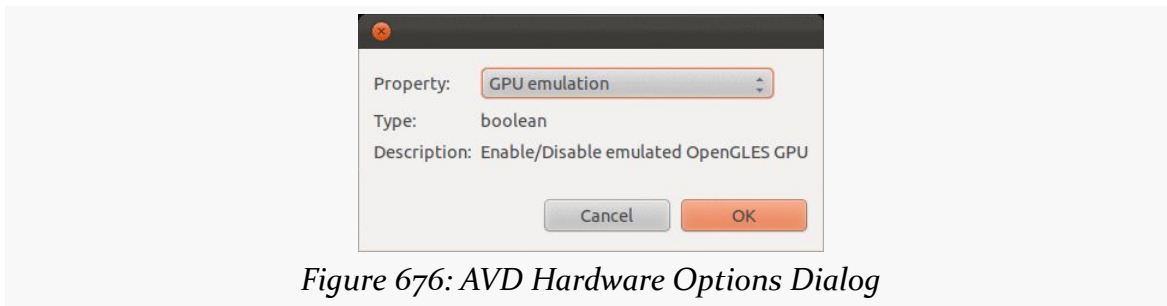 Property: GPU emulation
Type: boolean
Description: Enable/Disable emulated OpenGLES GPU
Cancel OK
Figure 676: AVD Hardware Options Dialog